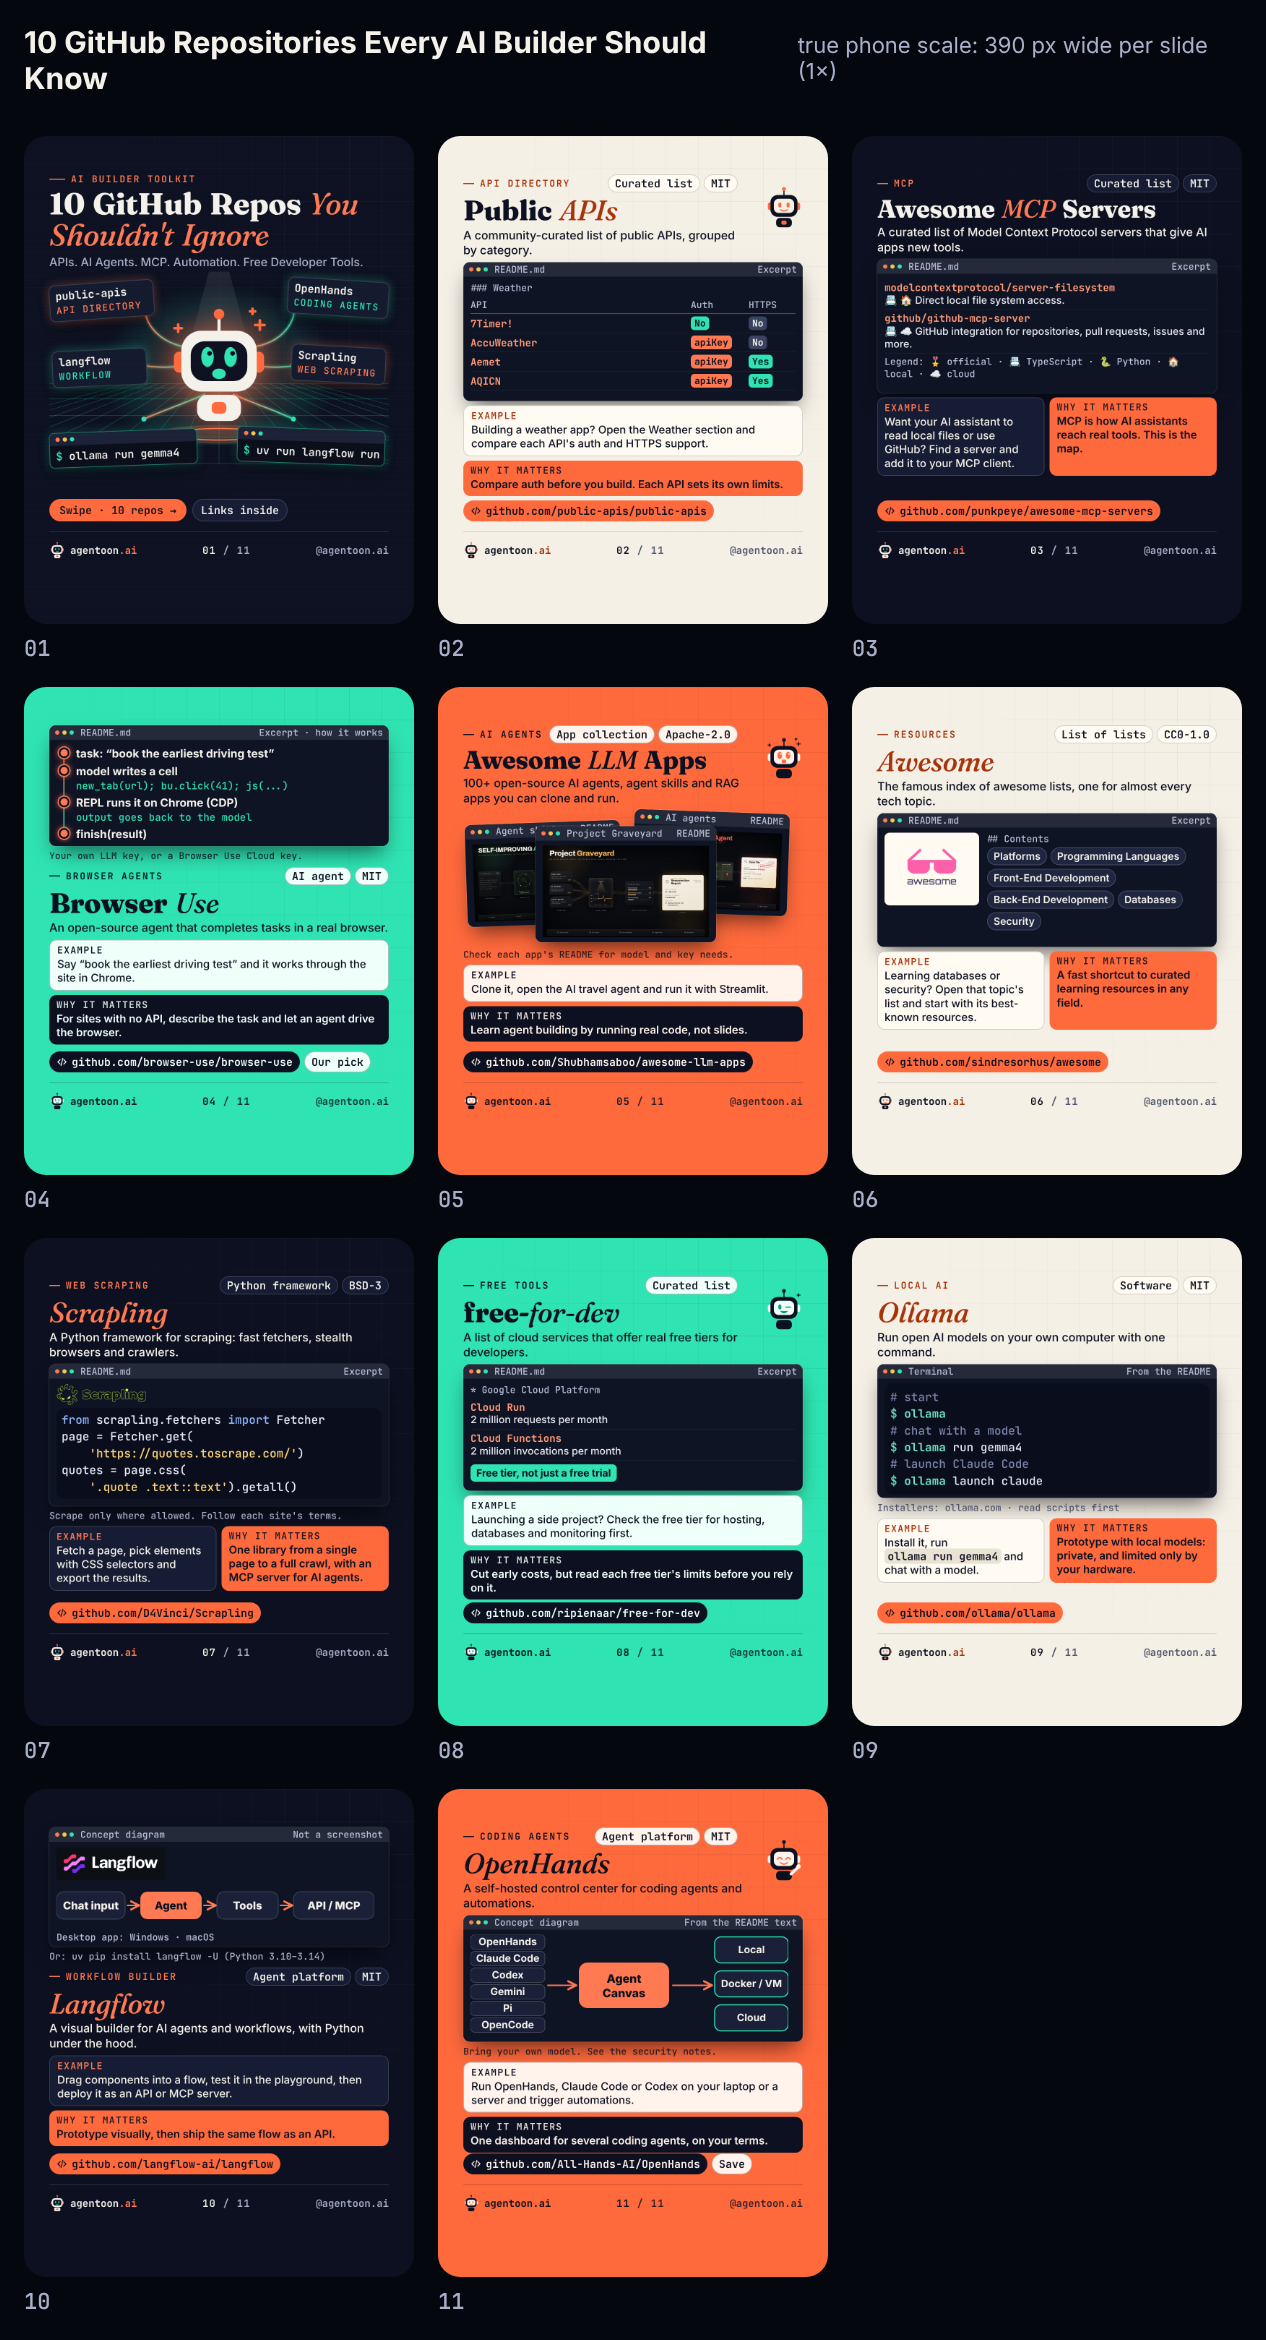 10 GitHub Repositories Every AI Builder Should
Know
true phone scale: 390 px wide per slide
(1×)
AI BUILDER TOOLKIT
10 GitHub Repos You
Shouldn't Ignore
APIs. AI Agents. MCP. Automation. Free Developer Tools.
public-apis
API DIRECTORY
OpenHands
CODING AGENTS
langflow
WORKFLOW
Scrapling
WEB SCRAPING
$ ollama run gemma4
$ uv run langflow run
Swipe · 10 repos →
Links inside
agentoon.ai
01 / 11
@agentoon.ai
01
API DIRECTORY
Curated list
MIT
Public APIs
A community-curated list of public APIs, grouped
by category.
README.md
Excerpt
### Weather
API Auth HTTPS
7Timer! No No
AccuWeather apiKey No
Aemet apiKey Yes
AQICN apiKey Yes
EXAMPLE
Building a weather app? Open the Weather section and
compare each API's auth and HTTPS support.
WHY IT MATTERS
Compare auth before you build. Each API sets its own limits.
github.com/public-apis/public-apis
agentoon.ai
02 / 11
@agentoon.ai
02
MCP
Curated list
MIT
Awesome MCP Servers
A curated list of Model Context Protocol servers that give AI
apps new tools.
README.md
Excerpt
modelcontextprotocol/server-filesystem
📇 🏠 Direct local file system access.
github/github-mcp-server
📇 ☁️ GitHub integration for repositories, pull requests, issues and
more.
Legend: 🎖️ official · 📇 TypeScript · 🐍 Python · 🏠
local · ☁️ cloud
EXAMPLE
Want your AI assistant to
read local files or use
GitHub? Find a server and
add it to your MCP client.
WHY IT MATTERS
MCP is how AI assistants
reach real tools. This is the
map.
github.com/punkpeye/awesome-mcp-servers
agentoon.ai
03 / 11
@agentoon.ai
03
README.md
Excerpt · how it works
task: “book the earliest driving test”
model writes a cell
new_tab(url); bu.click(41); js(...)
REPL runs it on Chrome (CDP)
output goes back to the model
finish(result)
Your own LLM key, or a Browser Use Cloud key.
BROWSER AGENTS
AI agent
MIT
Browser Use
An open-source agent that completes tasks in a real browser.
EXAMPLE
Say “book the earliest driving test” and it works through the
site in Chrome.
WHY IT MATTERS
For sites with no API, describe the task and let an agent drive
the browser.
github.com/browser-use/browser-use
Our pick
agentoon.ai
04 / 11
@agentoon.ai
04
AI AGENTS
App collection
Apache-2.0
Awesome LLM Apps
100+ open-source AI agents, agent skills and RAG
apps you can clone and run.
AI agents README
Project Graveyard README
Project Graveyard
Check each app's README for model and key needs.
EXAMPLE
Clone it, open the AI travel agent and run it with Streamlit.
WHY IT MATTERS
Learn agent building by running real code, not slides.
github.com/Shubhamsaboo/awesome-llm-apps
agentoon.ai
05 / 11
@agentoon.ai
05
RESOURCES
List of lists
CC0-1.0
Awesome
The famous index of awesome lists, one for almost every
tech topic.
README.md
Excerpt
awesome
## Contents
Platforms
Programming Languages
Front-End Development
Back-End Development
Databases
Security
EXAMPLE
Learning databases or
security? Open that topic's
list and start with its best-
known resources.
WHY IT MATTERS
A fast shortcut to curated
learning resources in any
field.
github.com/sindresorhus/awesome
agentoon.ai
06 / 11
@agentoon.ai
06
WEB SCRAPING
Python framework
BSD-3
Scrapling
A Python framework for scraping: fast fetchers, stealth
browsers and crawlers.
README.md
Excerpt
Scrapling
from scrapling.fetchers import Fetcher
page = Fetcher.get(
'https://quotes.toscrape.com/')
quotes = page.css(
'.quote .text::text').getall()
Scrape only where allowed. Follow each site's terms.
EXAMPLE
Fetch a page, pick elements
with CSS selectors and
export the results.
WHY IT MATTERS
One library from a single
page to a full crawl, with an
MCP server for AI agents.
github.com/D4Vinci/Scrapling
agentoon.ai
07 / 11
@agentoon.ai
07
FREE TOOLS
Curated list
free-for-dev
A list of cloud services that offer real free tiers for
developers.
README.md
Excerpt
* Google Cloud Platform
Cloud Run
2 million requests per month
Cloud Functions
2 million invocations per month
Free tier, not just a free trial
EXAMPLE
Launching a side project? Check the free tier for hosting,
databases and monitoring first.
WHY IT MATTERS
Cut early costs, but read each free tier's limits before you rely
on it.
github.com/ripienaar/free-for-dev
agentoon.ai
08 / 11
@agentoon.ai
08
LOCAL AI
Software
MIT
Ollama
Run open AI models on your own computer with one
command.
Terminal
From the README
# start
$ ollama
# chat with a model
$ ollama run gemma4
# launch Claude Code
$ ollama launch claude
Installers: ollama.com · read scripts first
EXAMPLE
Install it, run
ollama run gemma4 and
chat with a model.
WHY IT MATTERS
Prototype with local models:
private, and limited only by
your hardware.
github.com/ollama/ollama
agentoon.ai
09 / 11
@agentoon.ai
09
Concept diagram
Not a screenshot
Langflow
Chat input
Agent
Tools
API / MCP
Desktop app: Windows · macOS
Or: uv pip install langflow -U (Python 3.10–3.14)
WORKFLOW BUILDER
Agent platform
MIT
Langflow
A visual builder for AI agents and workflows, with Python
under the hood.
EXAMPLE
Drag components into a flow, test it in the playground, then
deploy it as an API or MCP server.
WHY IT MATTERS
Prototype visually, then ship the same flow as an API.
github.com/langflow-ai/langflow
agentoon.ai
10 / 11
@agentoon.ai
10
CODING AGENTS
Agent platform
MIT
OpenHands
A self-hosted control center for coding agents and
automations.
Concept diagram
From the README text
OpenHands
Claude Code
Codex
Gemini
Pi
OpenCode
Agent
Canvas
Local
Docker / VM
Cloud
Bring your own model. See the security notes.
EXAMPLE
Run OpenHands, Claude Code or Codex on your laptop or a
server and trigger automations.
WHY IT MATTERS
One dashboard for several coding agents, on your terms.
github.com/All-Hands-AI/OpenHands
Save
agentoon.ai
11 / 11
@agentoon.ai
11